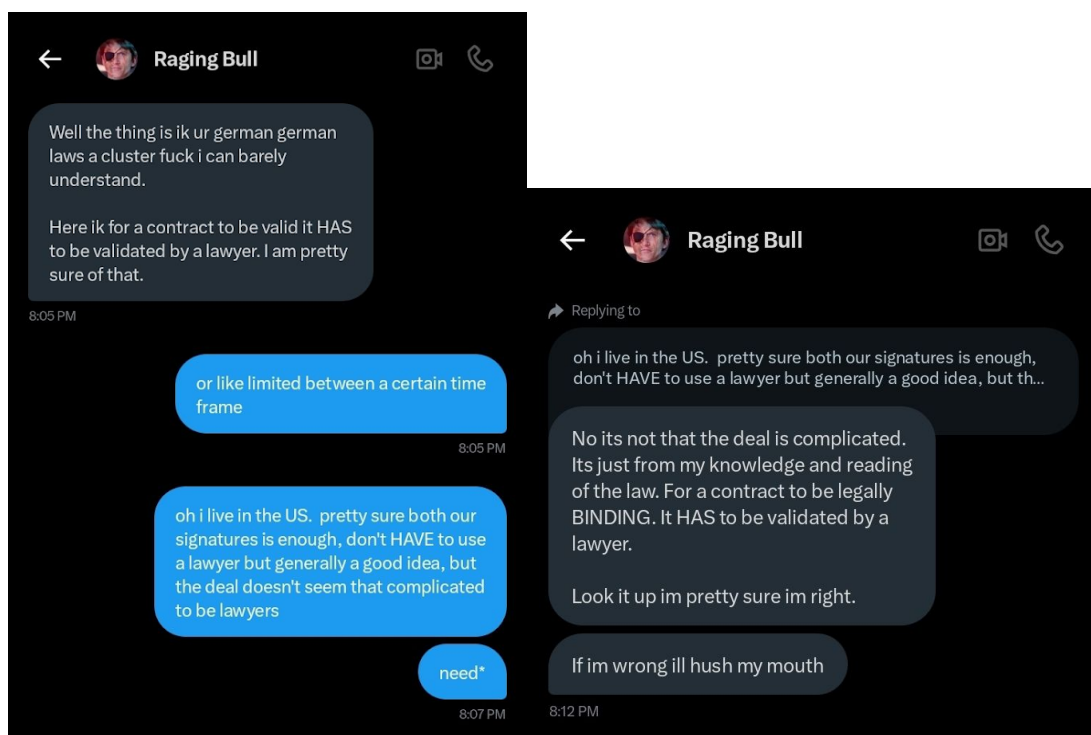 Raging Bull
Well the thing is ik ur german german
laws a cluster fuck i can barely
understand.
Here ik for a contract to be valid it HAS
to be validated by a lawyer. I am pretty
sure of that.
8:05 PM
or like limited between a certain time
frame
8:05 PM
oh i live in the US.  pretty sure both our
signatures is enough, don't HAVE to use
a lawyer but generally a good idea, but
the deal doesn't seem that complicated
to be lawyers
need*
8:07 PM
Raging Bull
Replying to
oh i live in the US.  pretty sure both our signatures is enough,
don't HAVE to use a lawyer but generally a good idea, but th...
No its not that the deal is complicated.
Its just from my knowledge and reading
of the law. For a contract to be legally
BINDING. It HAS to be validated by a
lawyer.
Look it up im pretty sure im right.
If im wrong ill hush my mouth
8:12 PM